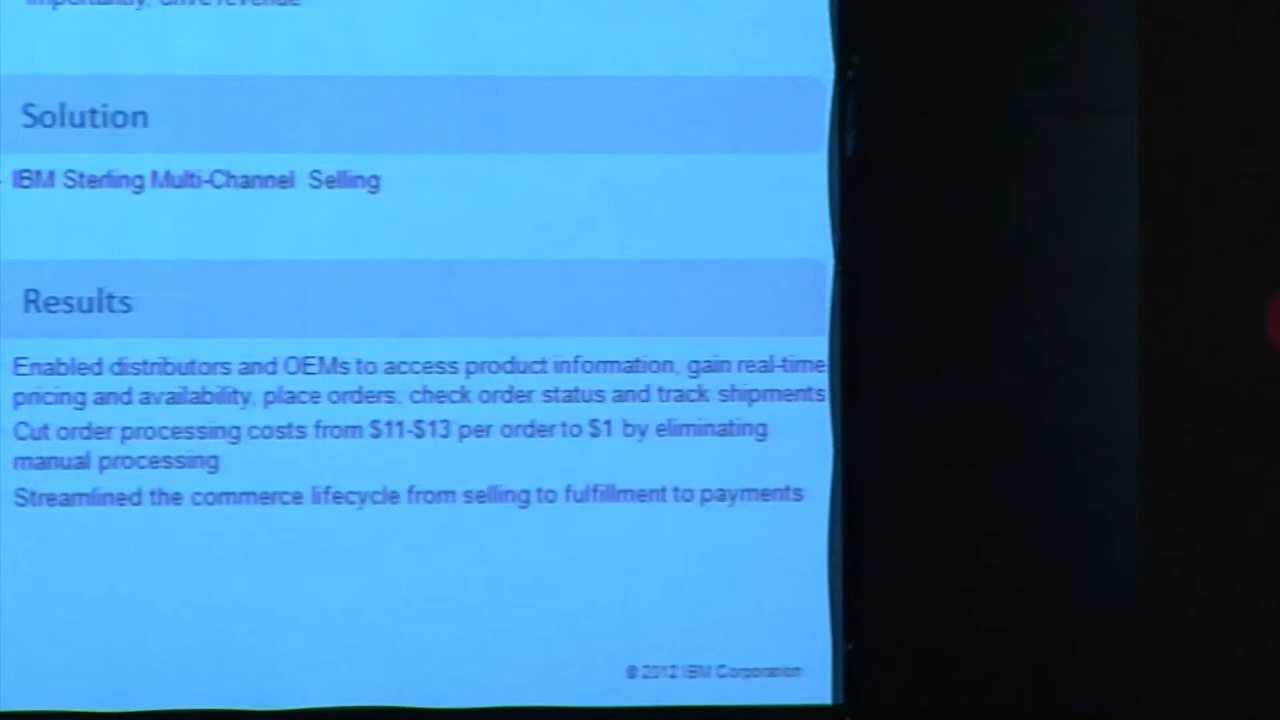 importantly, drive revenue
Solution
IBM Sterling Multi-Channel Selling
Results
Enabled distributors and OEMs to access product information, gain real-time
pricing and availability, place orders, check order status and track shipments
Cut order processing costs from $11-$13 per order to $1 by eliminating
manual processing
Streamlined the commerce lifecycle from selling to fulfillment to payments
© 2012 IBM Corporation